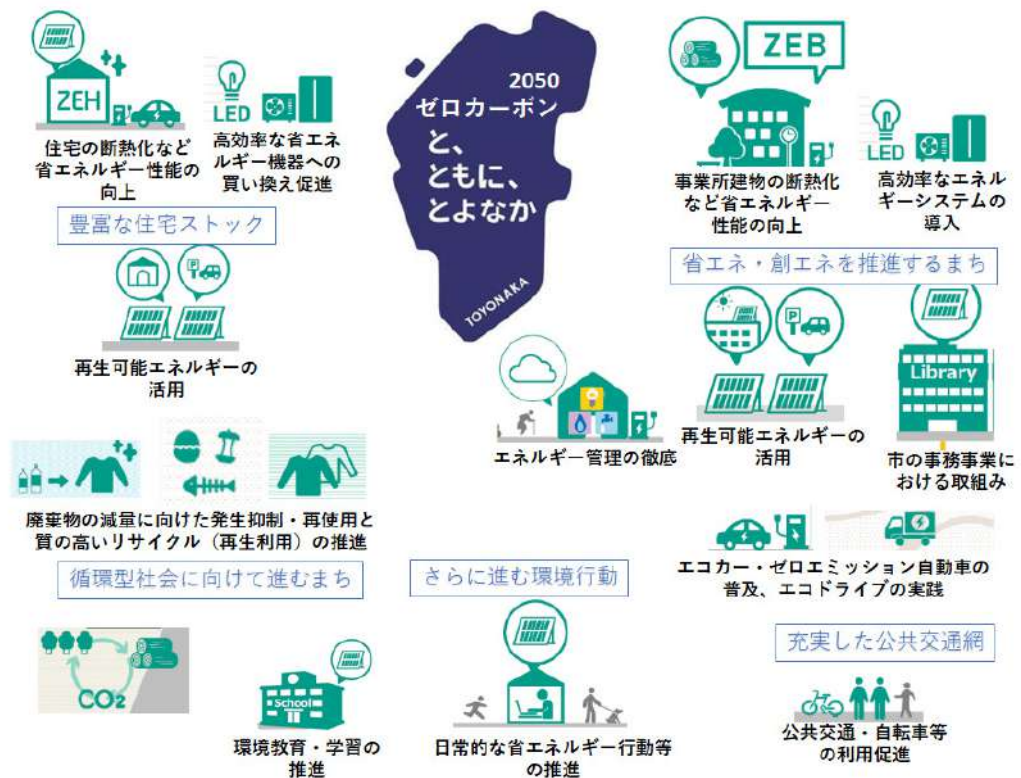 ZEH
LED
住宅の断熱化など
省エネルギー性能の
向上
高効率な省エネ
ルギー機器への
買い換え促進
豊富な住宅ストック
P
再生可能エネルギーの
活用
2050
ゼロカーボン
と、
ともに、
とよなか
TOYONAKA
ZEB
LED
事業所建物の断熱化
など省エネルギー
性能の向上
高効率なエネル
ギーシステムの
導入
省エネ・創エネを推進するまち
P
再生可能エネルギーの
活用
Library
市の事務事業に
おける取組み
エネルギー管理の徹底
廃棄物の減量に向けた発生抑制・再使用と
質の高いリサイクル（再生利用）の推進
循環型社会に向けて進むまち
さらに進む環境行動
エコカー・ゼロエミッション自動車の
普及、エコドライブの実践
充実した公共交通網
CO2
School
環境教育・学習の
推進
日常的な省エネルギー行動等
の推進
公共交通・自転車等
の利用促進